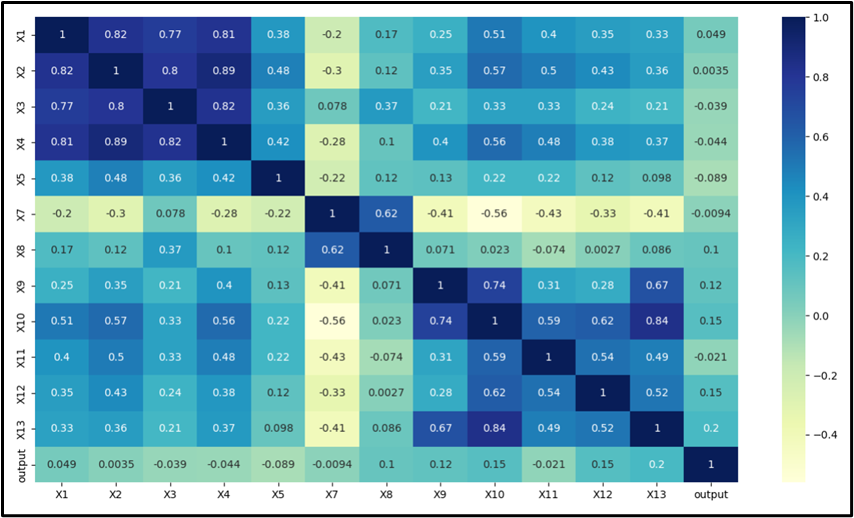 X1 1 0.82 0.77 0.81 0.38 -0.2 0.17 0.25 0.51 0.4 0.35 0.33 0.049
X2 0.82 1 0.8 0.89 0.48 -0.3 0.12 0.35 0.57 0.5 0.43 0.36 0.0035
X3 0.77 0.8 1 0.82 0.36 0.078 0.37 0.21 0.33 0.33 0.24 0.21 -0.039
X4 0.81 0.89 0.82 1 0.42 -0.28 0.1 0.4 0.56 0.48 0.38 0.37 -0.044
X5 0.38 0.48 0.36 0.42 1 -0.22 0.12 0.13 0.22 0.22 0.12 0.098 -0.089
X7 -0.2 -0.3 0.078 -0.28 -0.22 1 0.62 -0.41 -0.56 -0.43 -0.33 -0.41 -0.0094
X8 0.17 0.12 0.37 0.1 0.12 0.62 1 0.071 0.023 -0.074 0.0027 0.086 0.1
X9 0.25 0.35 0.21 0.4 0.13 -0.41 0.071 1 0.74 0.31 0.28 0.67 0.12
X10 0.51 0.57 0.33 0.56 0.22 -0.56 0.023 0.74 1 0.59 0.62 0.84 0.15
X11 0.4 0.5 0.33 0.48 0.22 -0.43 -0.074 0.31 0.59 1 0.54 0.49 -0.021
X12 0.35 0.43 0.24 0.38 0.12 -0.33 0.0027 0.28 0.62 0.54 1 0.52 0.15
X13 0.33 0.36 0.21 0.37 0.098 -0.41 0.086 0.67 0.84 0.49 0.52 1 0.2
output 0.049 0.0035 -0.039 -0.044 -0.089 -0.0094 0.1 0.12 0.15 -0.021 0.15 0.2 1
X1 X2 X3 X4 X5 X7 X8 X9 X10 X11 X12 X13 output
1.0
0.8
0.6
0.4
0.2
0.0
−0.2
−0.4